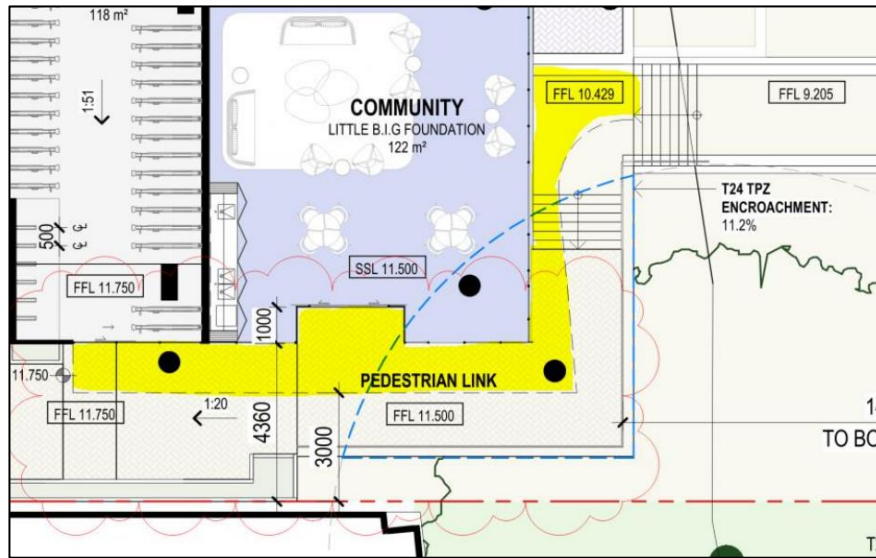 118 m²
1:51
500
FFL 11.750
11.750
FFL 11.750
1:20
COMMUNITY
LITTLE B.I.G FOUNDATION
122 m²
SSL 11.500
1000
4360
3000
PEDESTRIAN LINK
FFL 11.500
FFL 10.429
FFL 9.205
T24 TPZ
ENCROACHMENT:
11.2%
TO BO